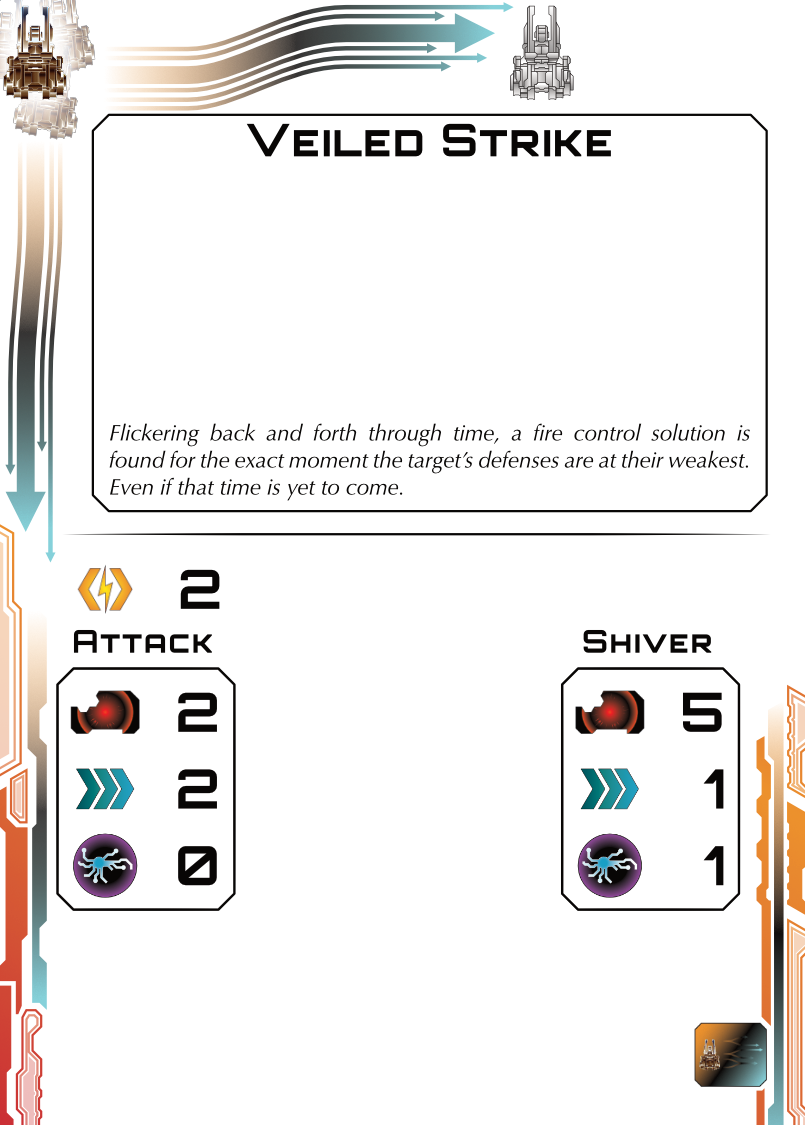 VEILED STRIKE
Flickering back and forth through time, a fire control solution is
found for the exact moment the target's defenses are at their weakest.
Even if that time is yet to come.
2
ATTACK
2
2
0
SHIVER
5
1
1